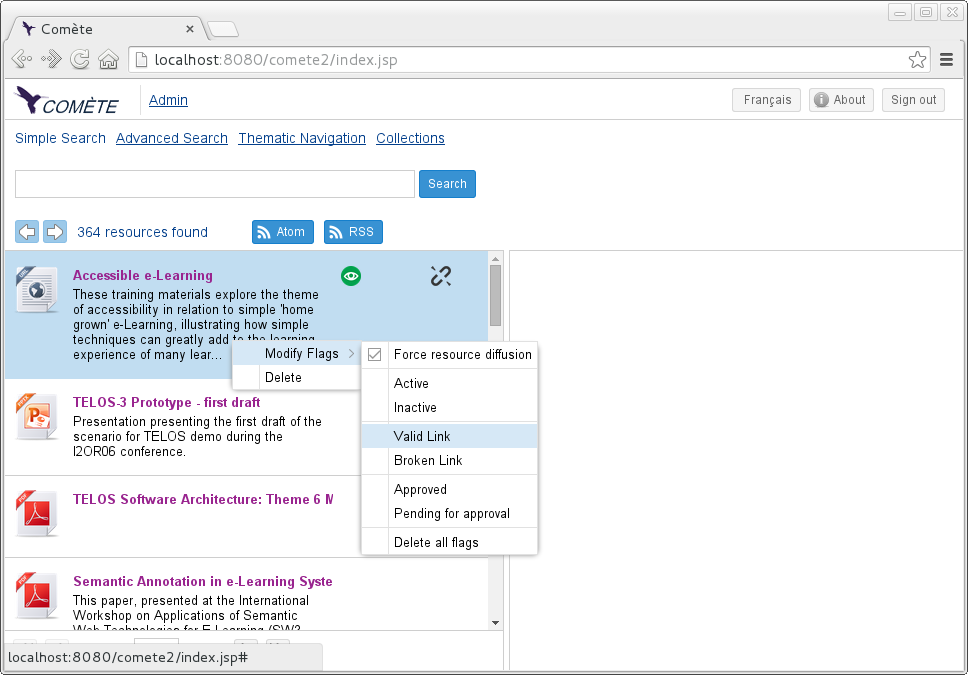 Comète
localhost:8080/comete2/index.jsp
COMÈTE
Admin
Français
About
Sign out
Simple Search Advanced Search Thematic Navigation Collections
Search
364 resources found
Atom
RSS
Accessible e-Learning
These training materials explore the theme
of accessibility in relation to simple 'home
grown' e-Learning, illustrating how simple
techniques can greatly add to the learning
experience of many lear...
Modify Flags
Delete
Force resource diffusion
Active
Inactive
Valid Link
Broken Link
Approved
Pending for approval
Delete all flags
TELOS-3 Prototype - first draft
Presentation presenting the first draft of the
scenario for TELOS demo during the
I2OR06 conference.
TELOS Software Architecture: Theme 6 M
Semantic Annotation in e-Learning Syste
This paper, presented at the International
Workshop on Applications of Semantic
Web Technologies for E-Learning (SW3
localhost:8080/comete2/index.jsp#